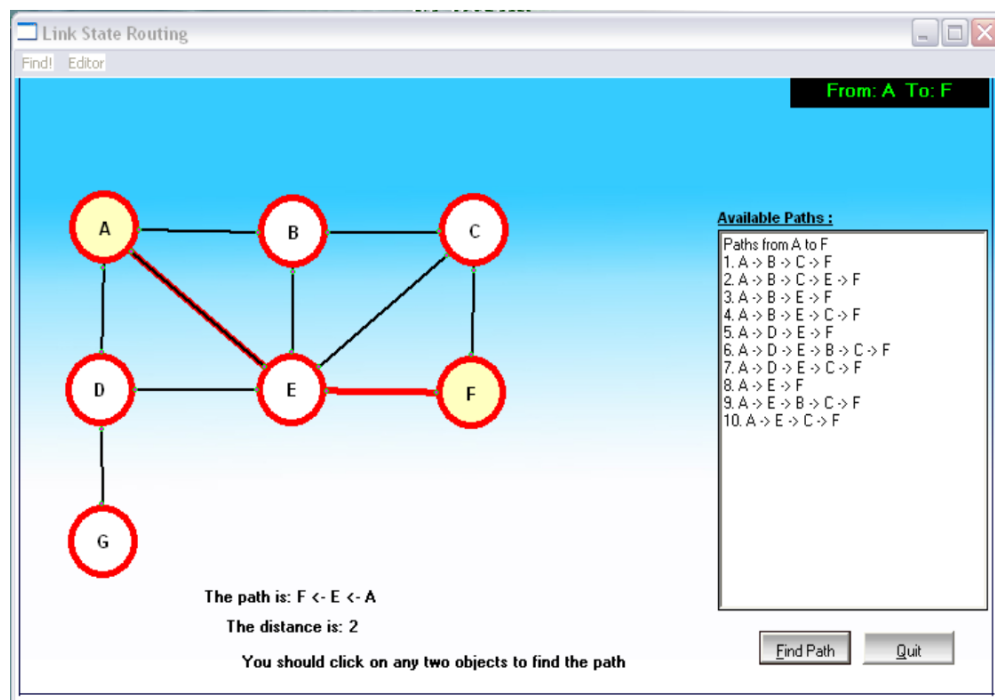 Link State Routing
Find! Editor
From: A To: F
A
B
C
D
E
F
G
Available Paths :
Paths from A to F
1. A -> B -> C -> F
2. A -> B -> C -> E -> F
3. A -> B -> E -> F
4. A -> B -> E -> C -> F
5. A -> D -> E -> F
6. A -> D -> E -> B -> C -> F
7. A -> D -> E -> C -> F
8. A -> E -> F
9. A -> E -> B -> C -> F
10. A -> E -> C -> F
The path is: F <- E <- A
The distance is: 2
You should click on any two objects to find the path
Find Path
Quit